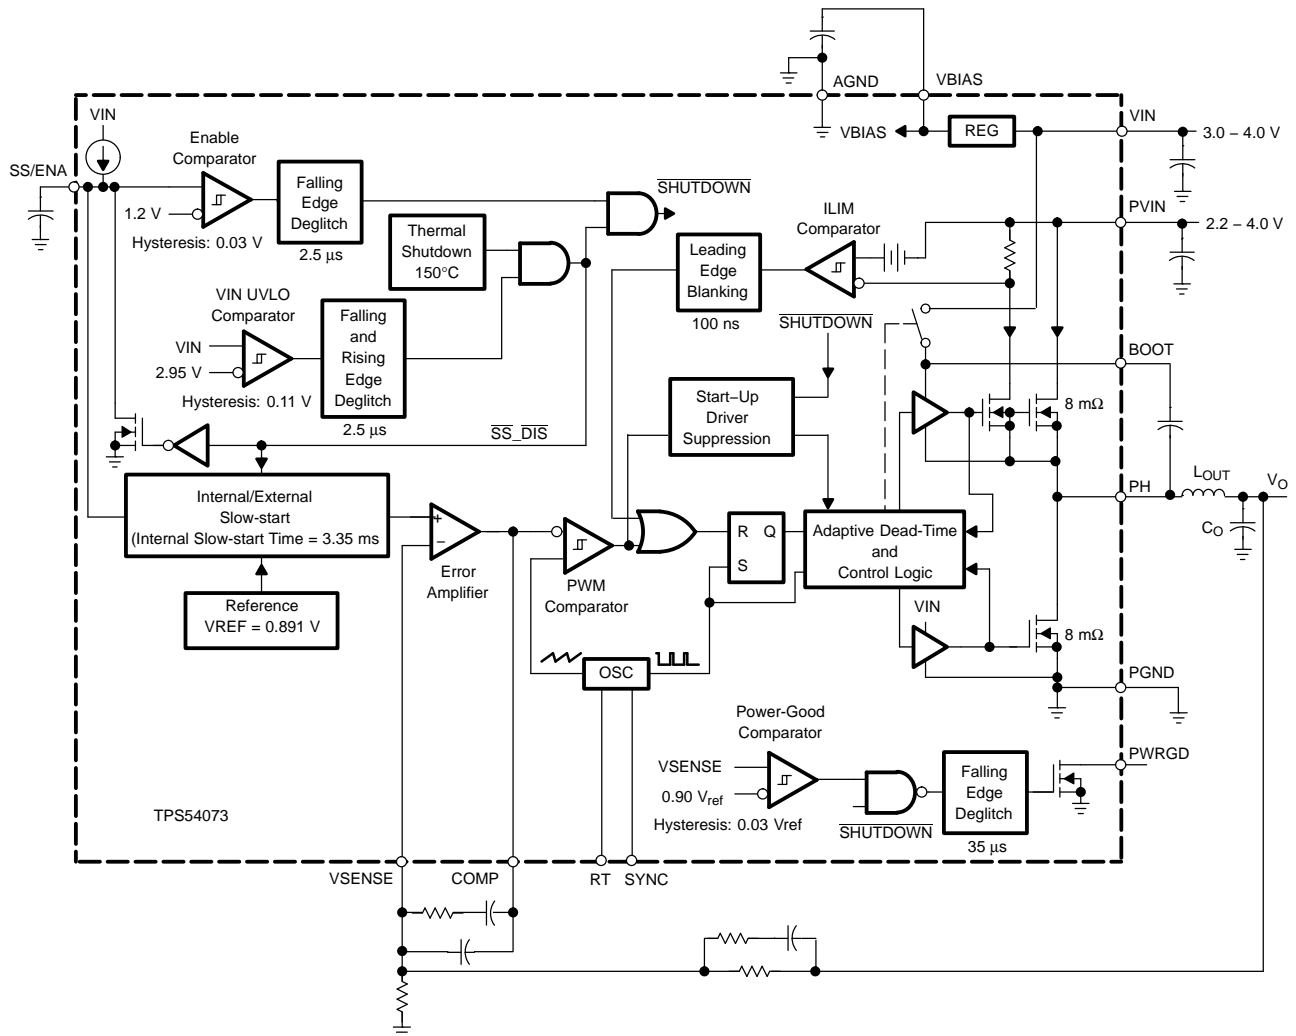 AGND
VBIAS
VIN
3.0 – 4.0 V
VBIAS
REG
VIN
SS/ENA
Enable
Comparator
1.2 V
Hysteresis: 0.03 V
Falling
Edge
Deglitch
2.5 μs
SHUTDOWN
Thermal
Shutdown
150°C
Leading
Edge
Blanking
100 ns
ILIM
Comparator
PVIN
2.2 – 4.0 V
VIN UVLO
Comparator
VIN
2.95 V
Hysteresis: 0.11 V
Falling
and
Rising
Edge
Deglitch
2.5 μs
SHUTDOWN
BOOT
Start–Up
Driver
Suppression
8 mΩ
SS_DIS
Internal/External
Slow-start
(Internal Slow-start Time = 3.35 ms
Reference
VREF = 0.891 V
Error
Amplifier
PWM
Comparator
R Q
S
Adaptive Dead-Time
and
Control Logic
PH
LOUT
VO
CO
VIN
8 mΩ
OSC
PGND
Power-Good
Comparator
VSENSE
0.90 Vref
Hysteresis: 0.03 Vref
SHUTDOWN
Falling
Edge
Deglitch
35 μs
PWRGD
TPS54073
VSENSE
COMP
RT
SYNC